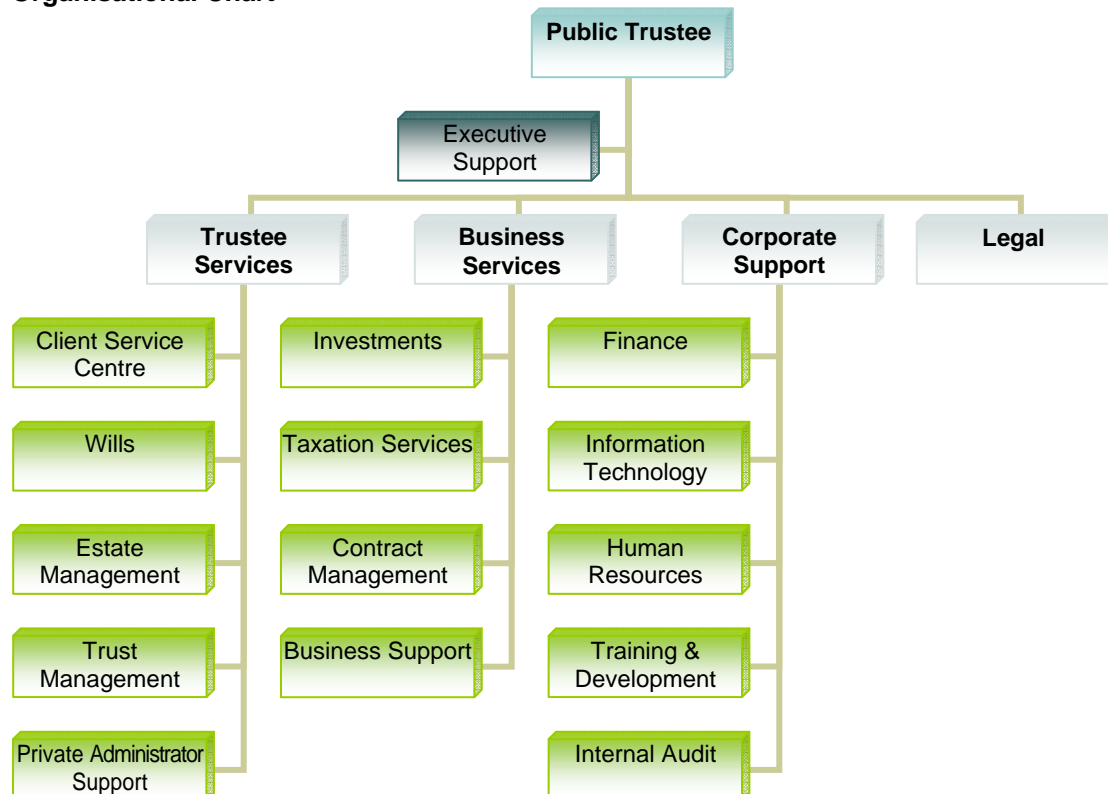 Organisational Chart
Public Trustee
Executive
Support
Trustee
Services
Business
Services
Corporate
Support
Legal
Client Service
Centre
Wills
Estate
Management
Trust
Management
Private Administrator
Support
Investments
Taxation Services
Contract
Management
Business Support
Finance
Information
Technology
Human
Resources
Training &
Development
Internal Audit